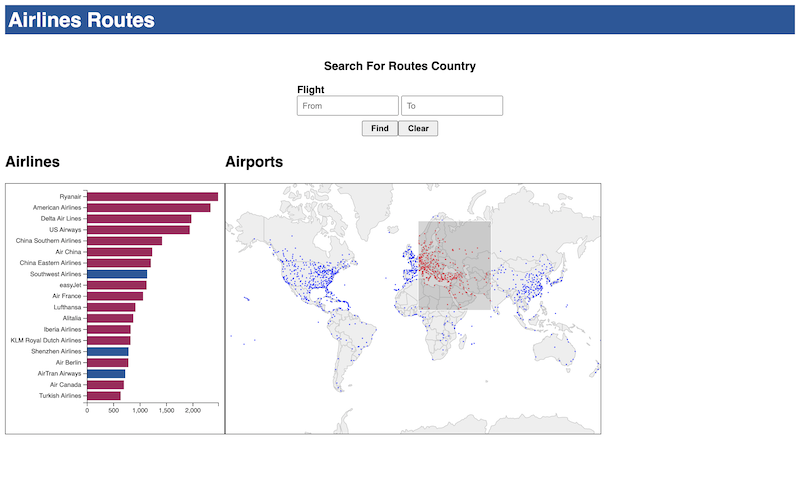 Airlines Routes
Search For Routes Country
Flight
From To
Find Clear
Airlines Airports
Ryanair
American Airlines
Delta Air Lines
US Airways
China Southern Airlines
Air China
China Eastern Airlines
Southwest Airlines
easyJet
Air France
Lufthansa
Alitalia
Iberia Airlines
KLM Royal Dutch Airlines
Shenzhen Airlines
Air Berlin
AirTran Airways
Air Canada
Turkish Airlines
0 500 1,000 1,500 2,000